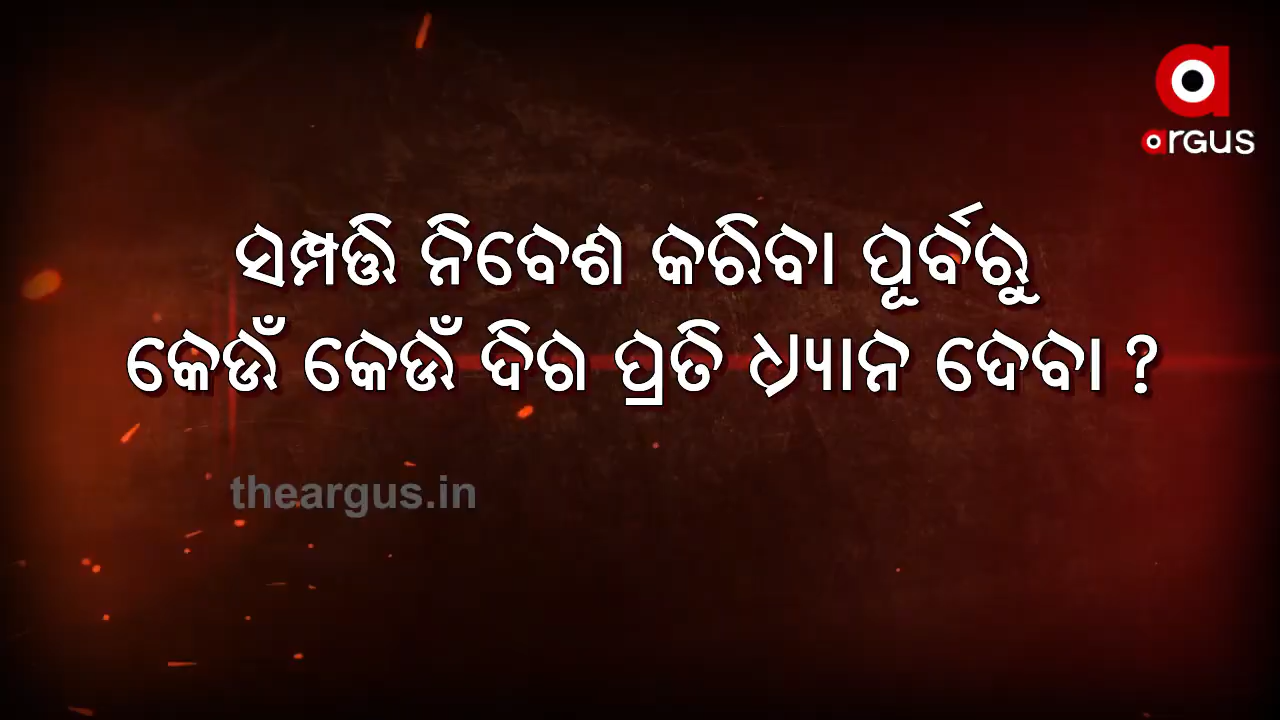 argus
ସମ୍ପତ୍ତି ନିବେଶ କରିବା ପୂର୍ବରୁ
କେଉଁ କେଉଁ ଦିଗ ପ୍ରତି ଧ୍ୟାନ ଦେବା ?
theargus.in